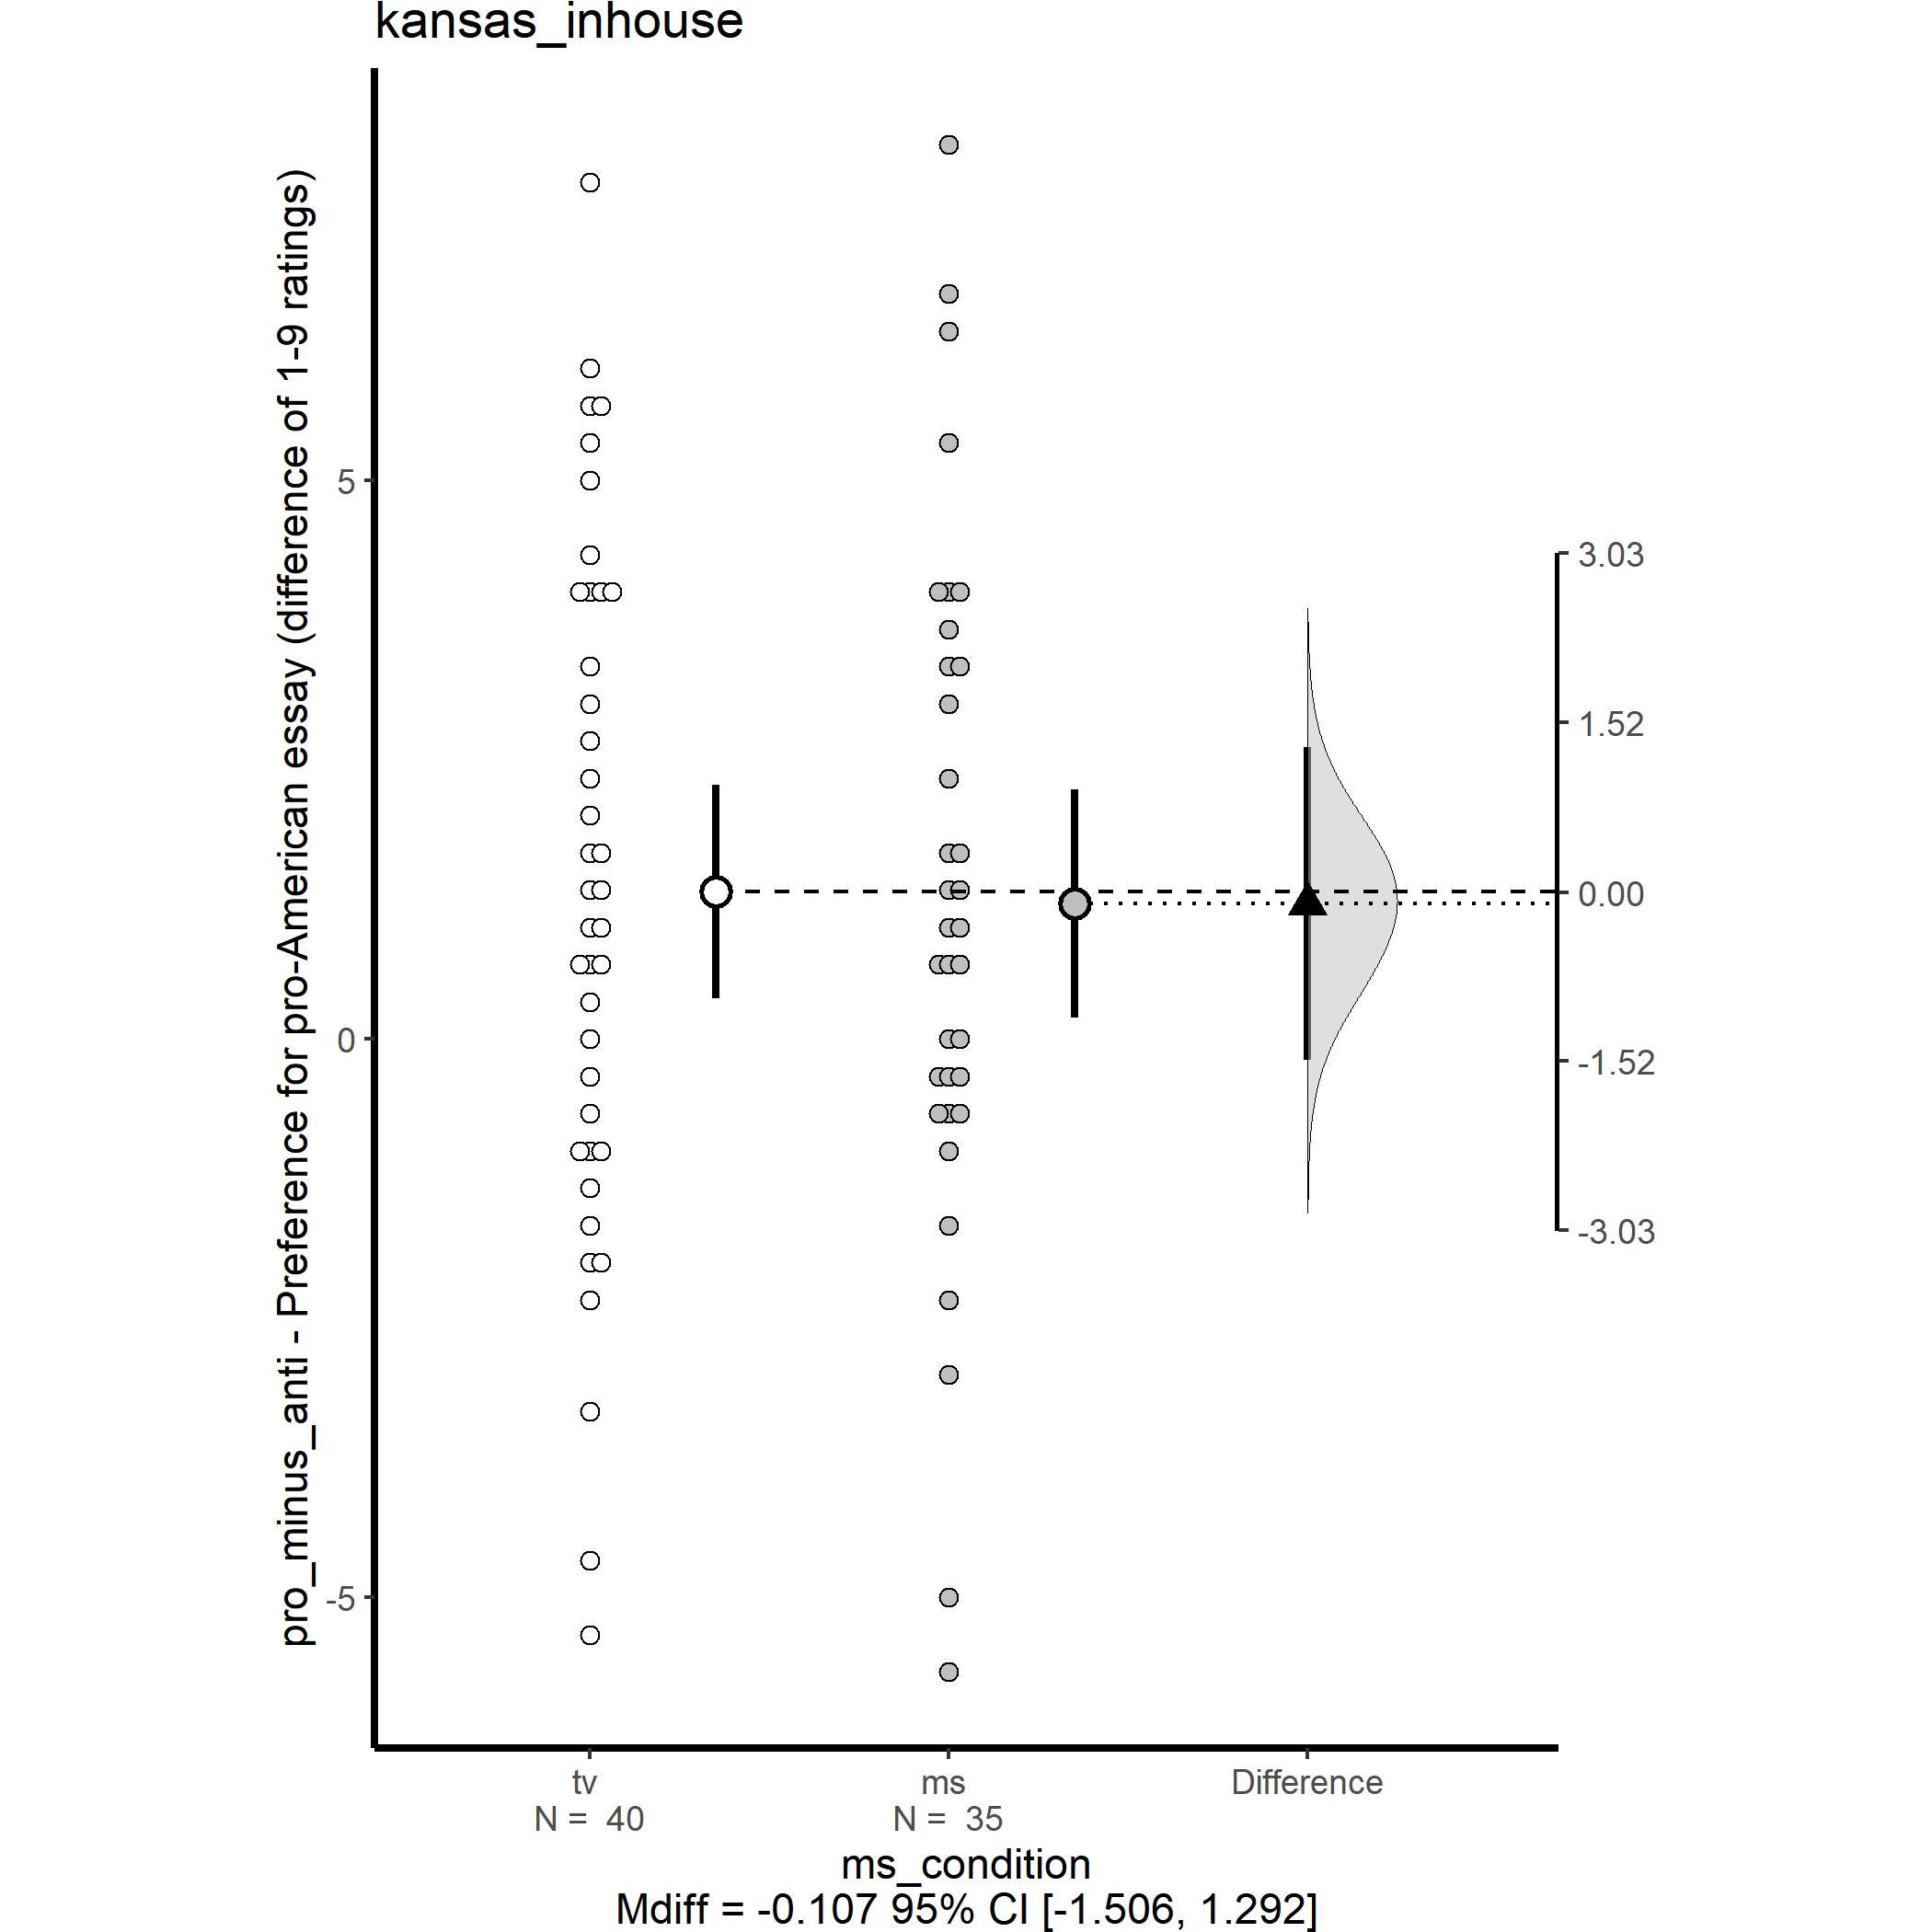 kansas_inhouse
pro_minus_anti - Preference for pro-American essay (difference of 1-9 ratings)
5
0
-5
3.03
1.52
0.00
-1.52
-3.03
tv
N =  40
ms
N =  35
Difference
ms_condition
Mdiff = -0.107 95% CI [-1.506, 1.292]